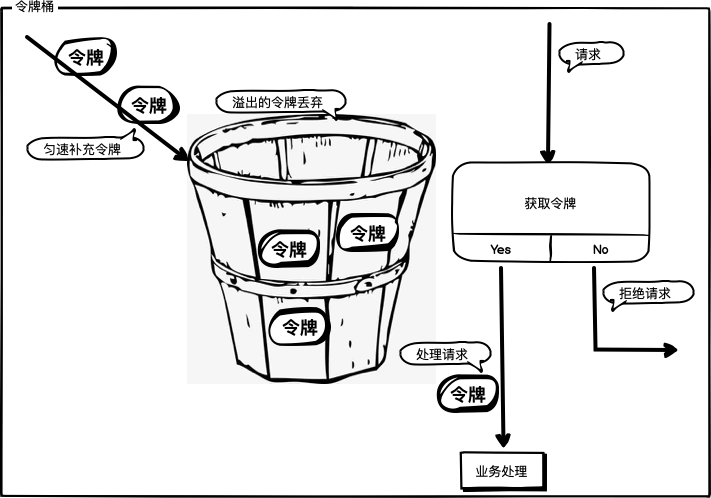 令牌桶
令牌
令牌
匀速补充令牌
溢出的令牌丢弃
令牌
令牌
令牌
请求
获取令牌
Yes
No
拒绝请求
处理请求
令牌
业务处理